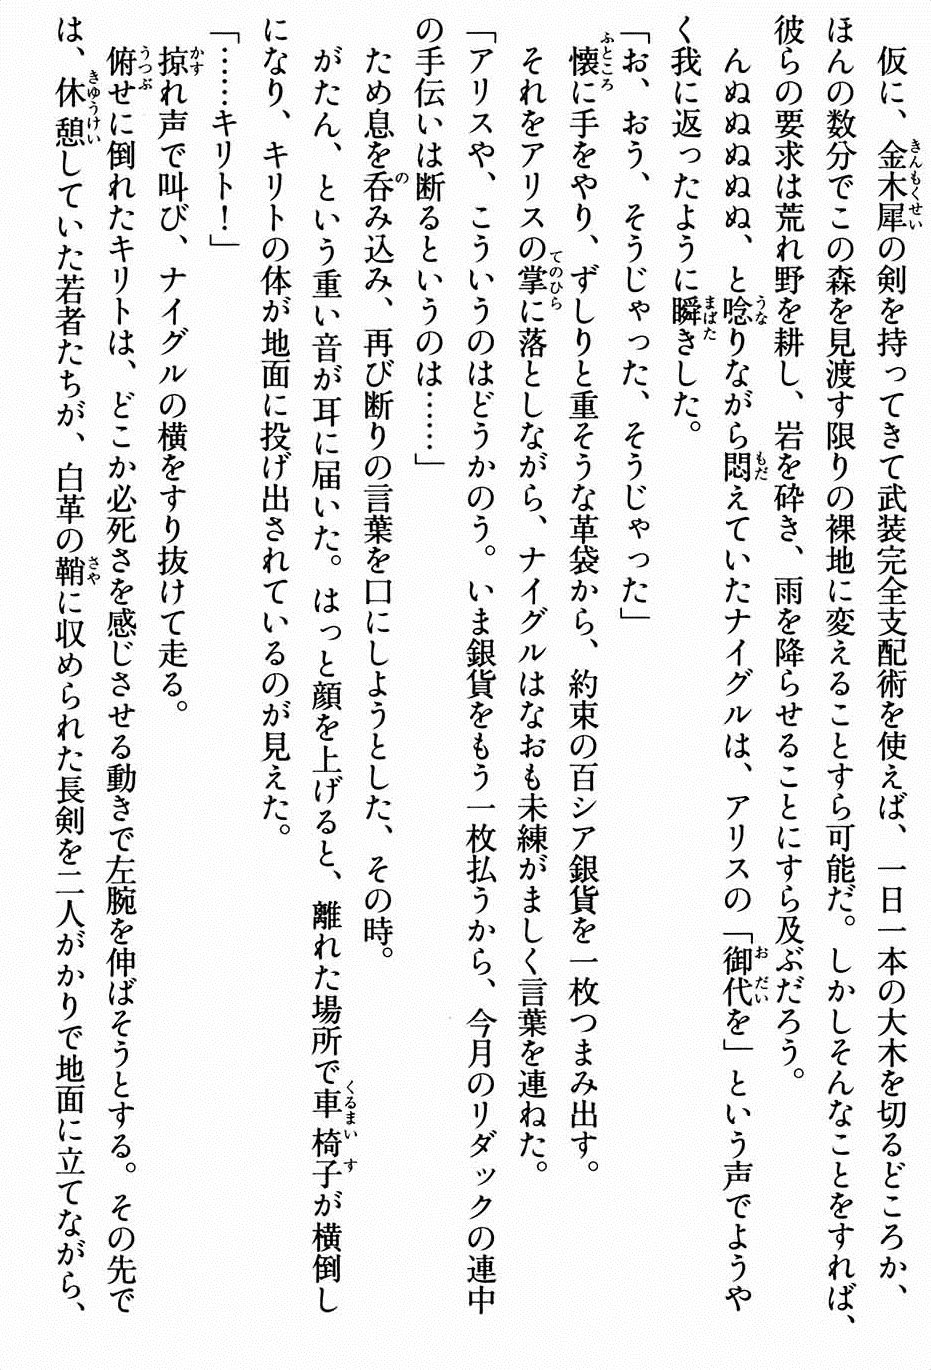 仮に、金木犀の剣を持ってきて武装完全支配術を使えば、一日一本の大木を切るどころか、
ほんの数分でこの森を見渡す限りの裸地に変えることすら可能だ。しかしそんなことをすれば、
彼らの要求は荒れ野を耕し、岩を砕き、雨を降らせることにすら及ぶだろう。
んぬぬぬぬぬ、と唸りながら悶えていたナイグルは、アリスの「御代を」という声でようや
く我に返ったように瞬きした。
「お、おう、そうじゃった、そうじゃった」
懐に手をやり、ずしりと重そうな革袋から、約束の百シア銀貨を一枚つまみ出す。
それをアリスの掌に落としながら、ナイグルはなおも未練がましく言葉を連ねた。
「アリスや、こういうのはどうかのう。いま銀貨をもう一枚払うから、今月のリダックの連中
の手伝いは断るというのは……」
ため息を呑み込み、再び断りの言葉を口にしようとした、その時。
がたん、という重い音が耳に届いた。はっと顔を上げると、離れた場所で車椅子が横倒し
になり、キリトの体が地面に投げ出されているのが見えた。
「……キリト！」
掠れ声で叫び、ナイグルの横をすり抜けて走る。
俯せに倒れたキリトは、どこか必死さを感じさせる動きで左腕を伸ばそうとする。その先で
は、休憩していた若者たちが、白革の鞘に収められた長剣を二人がかりで地面に立てながら、